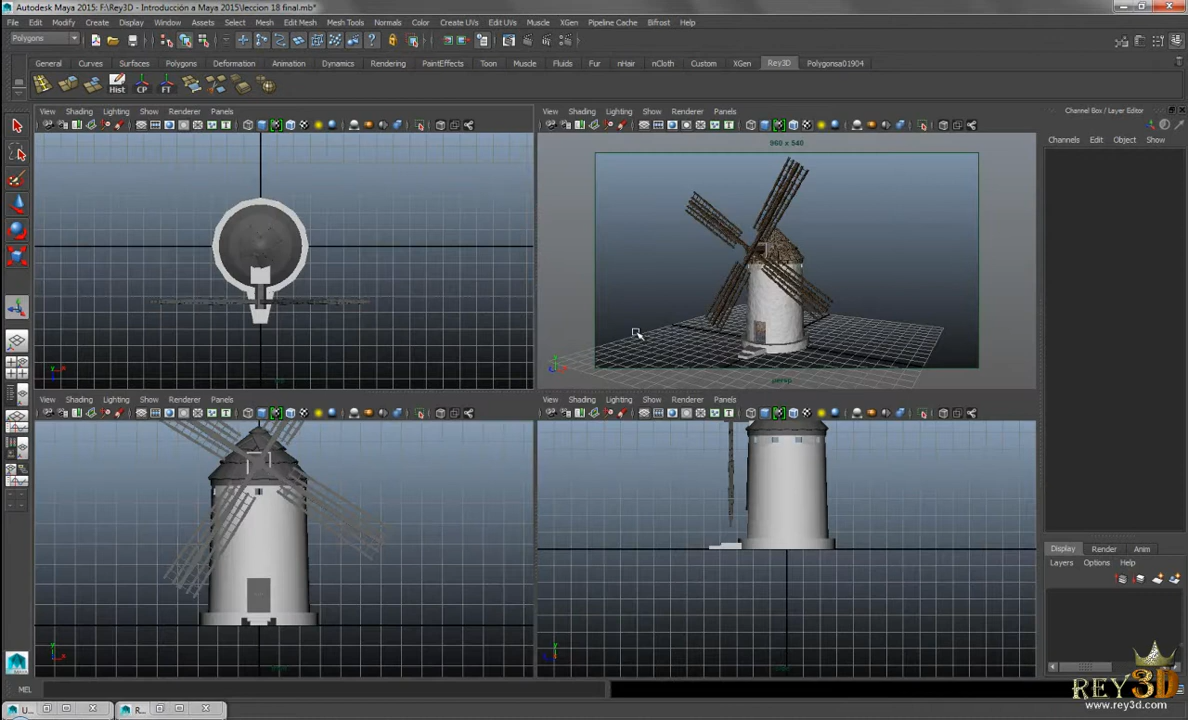 Autodesk Maya 2015: F:\Rey3D\Rey3D - Introducción a Maya 2015\leccion 18 final.mb*
File Edit Modify Create Display Window Assets Select Mesh Edit Mesh Mesh Tools Normals Color Create UVs Edit UVs Muscle XGen Pipeline Cache Bifrost Help
Polygons
General Curves Surfaces Polygons Deformation Animation Dynamics Rendering PaintEffects Toon Muscle Fluids Fur nHair nCloth Custom XGen Rey3D Polygonsa01904
Hist CP FT
View Shading Lighting Show Renderer Panels
View Shading Lighting Show Renderer Panels
960 x 540
persp
Channel Box / Layer Editor
Channels Edit Object Show
View Shading Lighting Show Renderer Panels
View Shading Lighting Show Renderer Panels
Display Render Anim
Layers Options Help
MEL
REY3D
www.rey3d.com